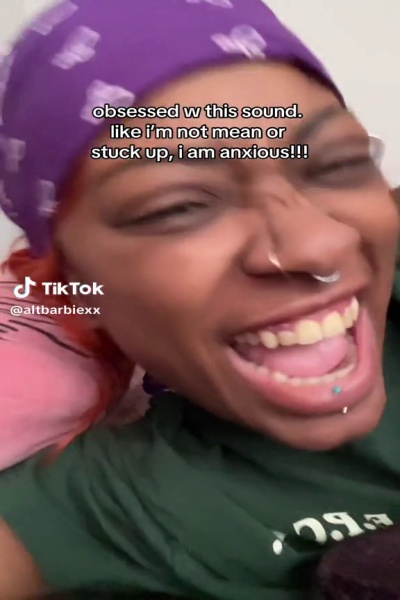 obsessed w this sound.
like i'm not mean or
stuck up, i am anxious!!!
TikTok
@altbarbiexx